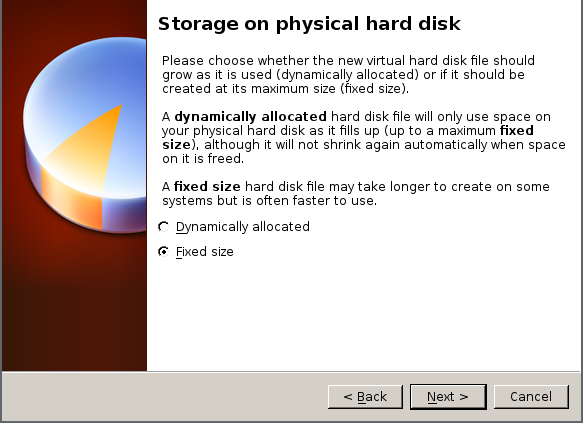 Storage on physical hard disk
Please choose whether the new virtual hard disk file should
grow as it is used (dynamically allocated) or if it should be
created at its maximum size (fixed size).
A dynamically allocated hard disk file will only use space on
your physical hard disk as it fills up (up to a maximum fixed
size), although it will not shrink again automatically when space
on it is freed.
A fixed size hard disk file may take longer to create on some
systems but is often faster to use.
Dynamically allocated
Fixed size
< Back
Next >
Cancel